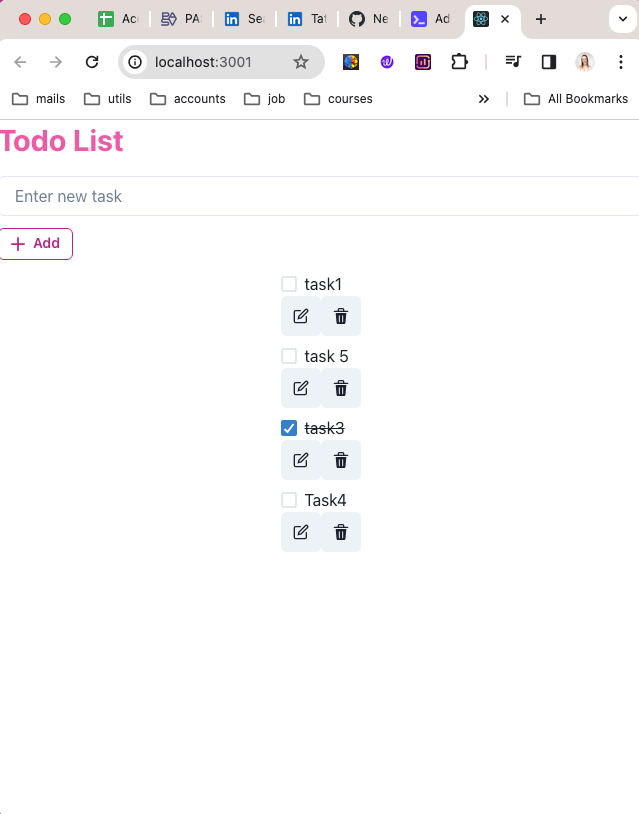 Ac
PA
Se
Ta
Ne
Ad
localhost:3001
mails utils accounts job courses All Bookmarks
Todo List
Enter new task
Add
task1
task 5
task3
Task4